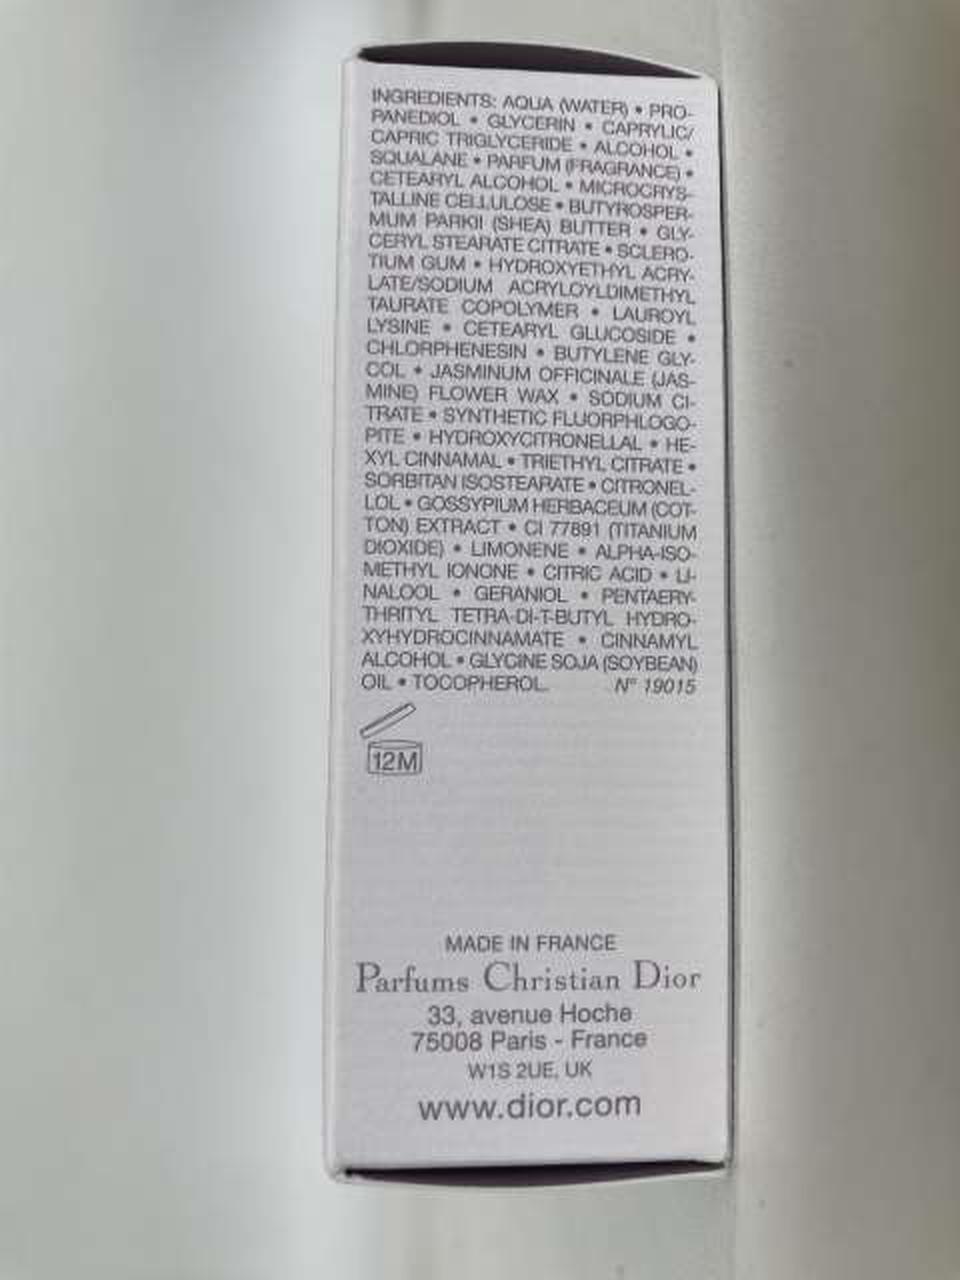 INGREDIENTS: AQUA (WATER) • PRO-
PANEDIOL • GLYCERIN • CAPRYLIC/
CAPRIC TRIGLYCERIDE • ALCOHOL •
SQUALANE • PARFUM (FRAGRANCE) •
CETEARYL ALCOHOL • MICROCRYS-
TALLINE CELLULOSE • BUTYROSPER-
MUM PARKII (SHEA) BUTTER • GLY-
CERYL STEARATE CITRATE • SCLERO-
TIUM GUM • HYDROXYETHYL ACRY-
LATE/SODIUM ACRYLOYLDIMETHYL
TAURATE COPOLYMER • LAUROYL
LYSINE • CETEARYL GLUCOSIDE •
CHLORPHENESIN • BUTYLENE GLY-
COL • JASMINUM OFFICINALE (JAS-
MINE) FLOWER WAX • SODIUM CI-
TRATE • SYNTHETIC FLUORPHLOGO-
PITE • HYDROXYCITRONELLAL • HE-
XYL CINNAMAL • TRIETHYL CITRATE •
SORBITAN ISOSTEARATE • CITRONEL-
LOL • GOSSYPIUM HERBACEUM (COT-
TON) EXTRACT • CI 77891 (TITANIUM
DIOXIDE) • LIMONENE • ALPHA-ISO-
METHYL IONONE • CITRIC ACID • LI-
NALOOL • GERANIOL • PENTAERY-
THRITYL TETRA-DI-T-BUTYL HYDRO-
XYHYDROCINNAMATE • CINNAMYL
ALCOHOL • GLYCINE SOJA (SOYBEAN)
OIL • TOCOPHEROL. N° 19015
12M
MADE IN FRANCE
Parfums Christian Dior
33, avenue Hoche
75008 Paris - France
W1S 2UE, UK
www.dior.com